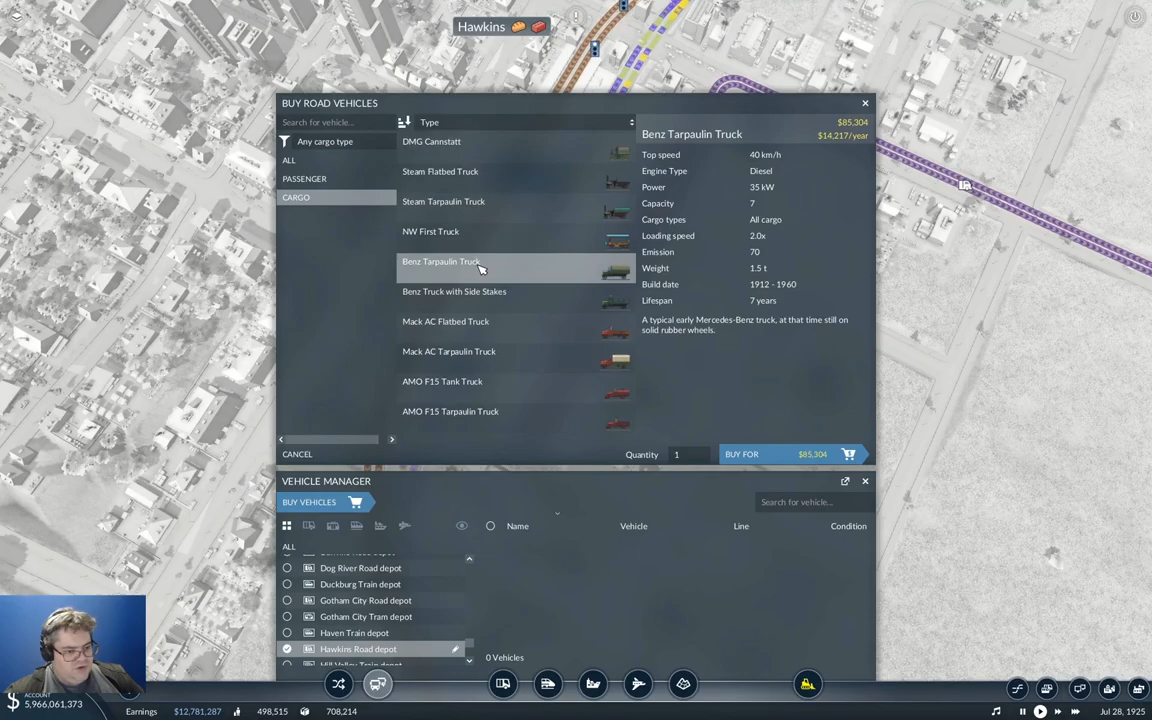 Hawkins
BUY ROAD VEHICLES
Search for vehicle...
Type
Any cargo type
ALL
PASSENGER
CARGO
DMG Cannstatt
Steam Flatbed Truck
Steam Tarpaulin Truck
NW First Truck
Benz Tarpaulin Truck
Benz Truck with Side Stakes
Mack AC Flatbed Truck
Mack AC Tarpaulin Truck
AMO F15 Tank Truck
AMO F15 Tarpaulin Truck
$85,304
Benz Tarpaulin Truck
$14,217/year
Top speed 40 km/h
Engine Type Diesel
Power 35 kW
Capacity 7
Cargo types All cargo
Loading speed 2.0x
Emission 70
Weight 1.5 t
Build date 1912 - 1960
Lifespan 7 years
A typical early Mercedes-Benz truck, at that time still on
solid rubber wheels.
CANCEL
Quantity 1
BUY FOR $85,304
VEHICLE MANAGER
BUY VEHICLES
Search for vehicle...
Name Vehicle Line Condition
ALL
Dog River Road depot
Duckburg Train depot
Gotham City Road depot
Gotham City Tram depot
Haven Train depot
Hawkins Road depot
Hill Valley Train depot
0 Vehicles
ACCOUNT
$ 5,966,061,373
Earnings $12,781,287
498,515
708,214
Jul 28, 1925